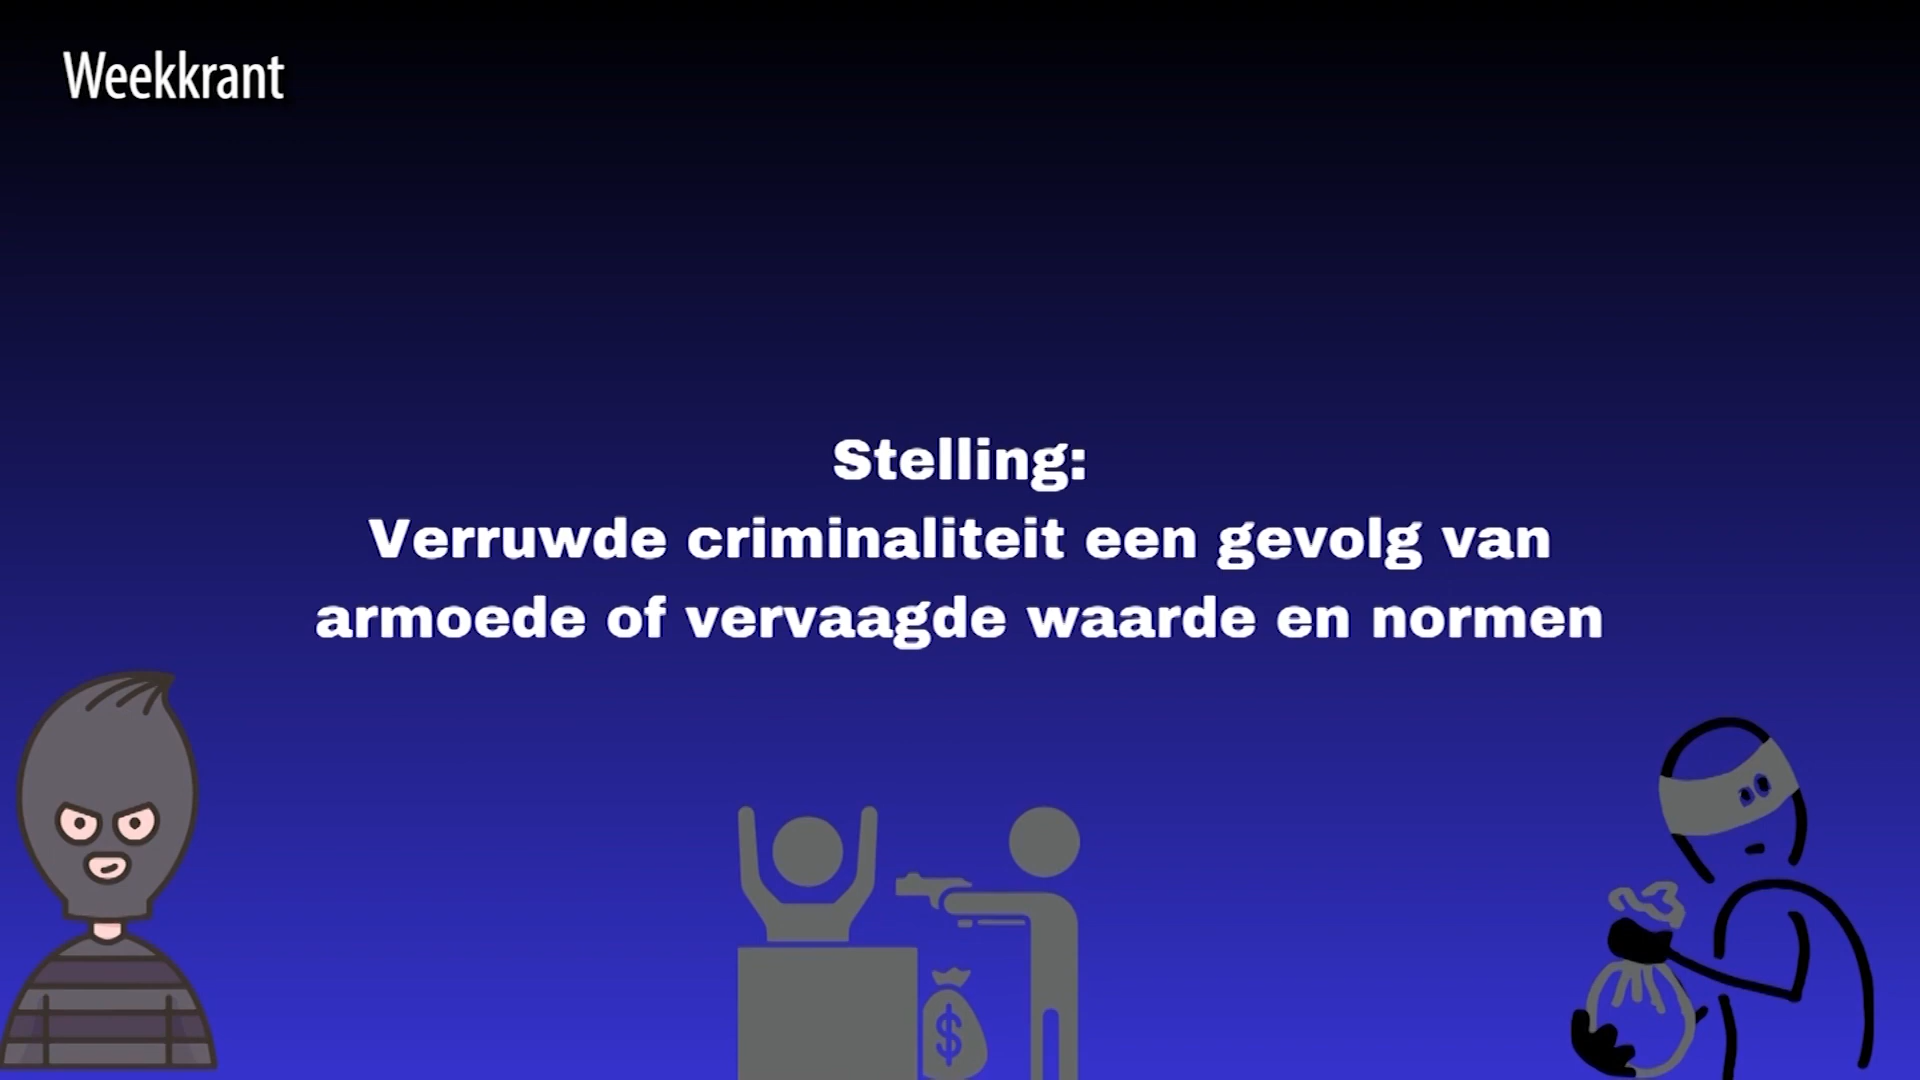 Weekkrant
Stelling:
Verruwde criminaliteit een gevolg van
armoede of vervaagde waarde en normen
$